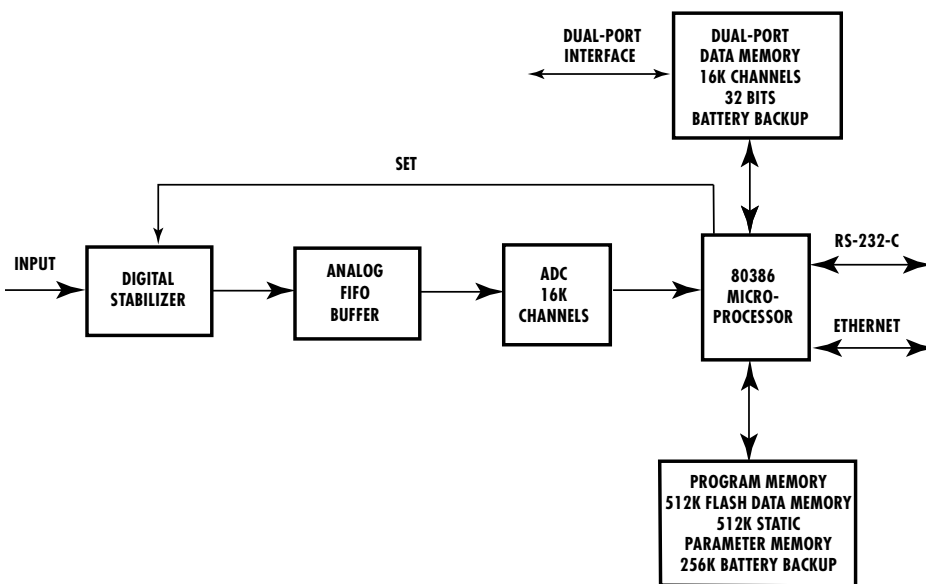 DUAL-PORT
INTERFACE
DUAL-PORT
DATA MEMORY
16K CHANNELS
32 BITS
BATTERY BACKUP
SET
INPUT
DIGITAL
STABILIZER
ANALOG
FIFO
BUFFER
ADC
16K
CHANNELS
80386
MICRO-
PROCESSOR
RS-232-C
ETHERNET
PROGRAM MEMORY
512K FLASH DATA MEMORY
512K STATIC
PARAMETER MEMORY
256K BATTERY BACKUP